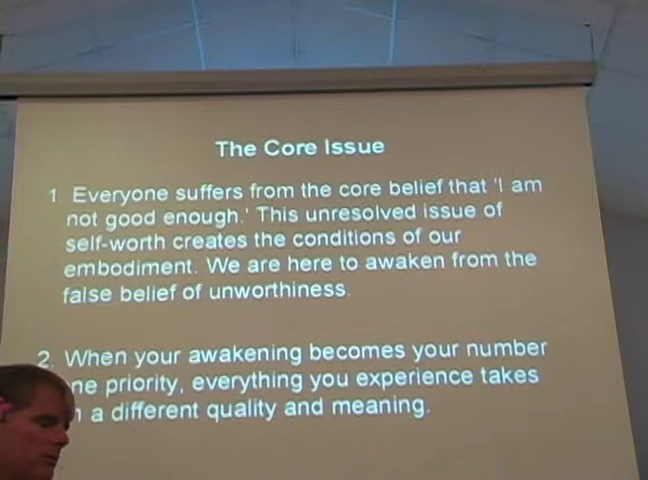 The Core Issue
1. Everyone suffers from the core belief that 'I am
not good enough.' This unresolved issue of
self-worth creates the conditions of our
embodiment. We are here to awaken from the
false belief of unworthiness.
2. When your awakening becomes your number
ne priority, everything you experience takes
a different quality and meaning.